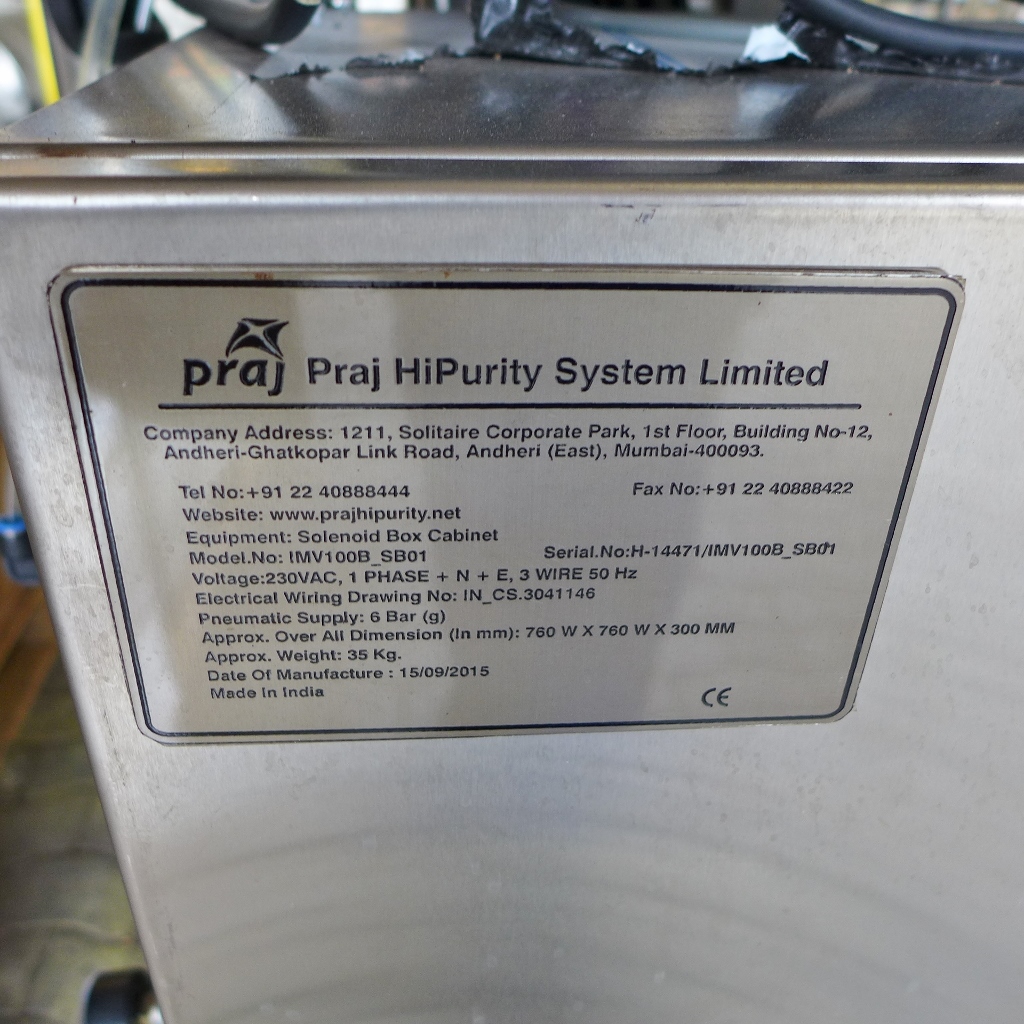 praj Praj HiPurity System Limited
Company Address: 1211, Solitaire Corporate Park, 1st Floor, Building No-12,
Andheri-Ghatkopar Link Road, Andheri (East), Mumbai-400093.
Tel No:+91 22 40888444 Fax No:+91 22 40888422
Website: www.prajhipurity.net
Equipment: Solenoid Box Cabinet
Model.No: IMV100B_SB01 Serial.No:H-14471/IMV100B_SB01
Voltage:230VAC, 1 PHASE + N + E, 3 WIRE 50 Hz
Electrical Wiring Drawing No: IN_CS.3041146
Pneumatic Supply: 6 Bar (g)
Approx. Over All Dimension (In mm): 760 W X 760 W X 300 MM
Approx. Weight: 35 Kg.
Date Of Manufacture : 15/09/2015
Made In India
CE